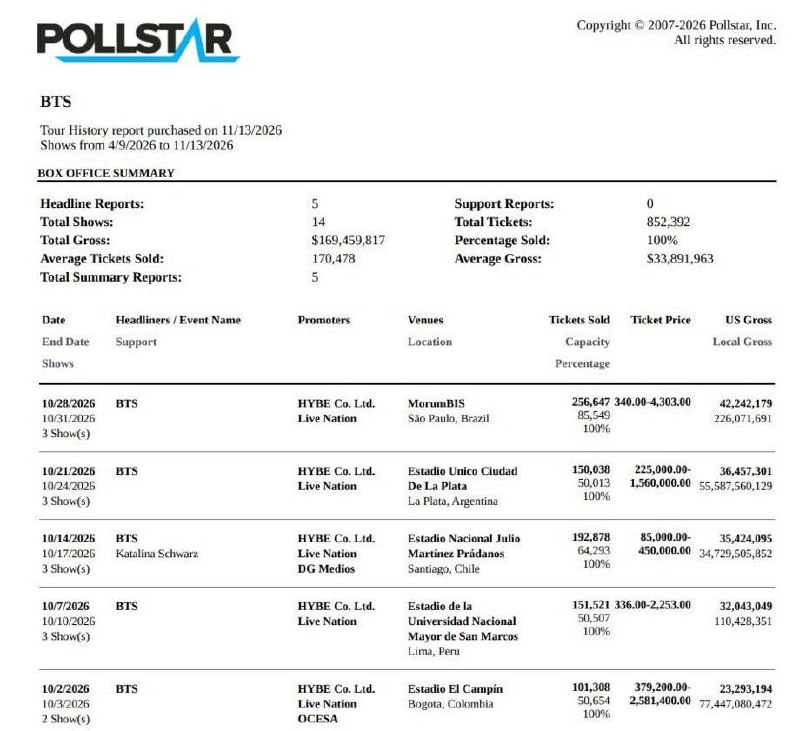 POLLSTAR
Copyright © 2007-2026 Pollstar, Inc.
All rights reserved.
BTS
Tour History report purchased on 11/13/2026
Shows from 4/9/2026 to 11/13/2026
BOX OFFICE SUMMARY
Headline Reports: 5 Support Reports: 0
Total Shows: 14 Total Tickets: 852,392
Total Gross: $169,459,817 Percentage Sold: 100%
Average Tickets Sold: 170,478 Average Gross: $33,891,963
Total Summary Reports: 5
Date Headliners / Event Name Promoters Venues Tickets Sold Ticket Price US Gross
End Date Support Location Capacity Local Gross
Shows Percentage
10/28/2026 BTS HYBE Co. Ltd. MorumBIS 256,647 340.00-4,303.00 42,242,179
10/31/2026 Live Nation São Paulo, Brazil 85,549 226,071,691
3 Show(s) 100%
10/21/2026 BTS HYBE Co. Ltd. Estadio Unico Ciudad 150,038 225,000.00- 36,457,301
10/24/2026 Live Nation De La Plata 50,013 1,560,000.00 55,587,560,129
3 Show(s) La Plata, Argentina 100%
10/14/2026 BTS HYBE Co. Ltd. Estadio Nacional Julio 192,878 85,000.00- 35,424,095
10/17/2026 Katalina Schwarz Live Nation Martínez Prádanos 64,293 450,000.00 34,729,505,852
3 Show(s) DG Medios Santiago, Chile 100%
10/7/2026 BTS HYBE Co. Ltd. Estadio de la 151,521 336.00-2,253.00 32,043,049
10/10/2026 Live Nation Universidad Nacional 50,507 110,428,351
3 Show(s) Mayor de San Marcos 100%
Lima, Peru
10/2/2026 BTS HYBE Co. Ltd. Estadio El Campín 101,308 379,200.00- 23,293,194
10/3/2026 Live Nation Bogota, Colombia 50,654 2,581,400.00 77,447,080,472
2 Show(s) OCESA 100%